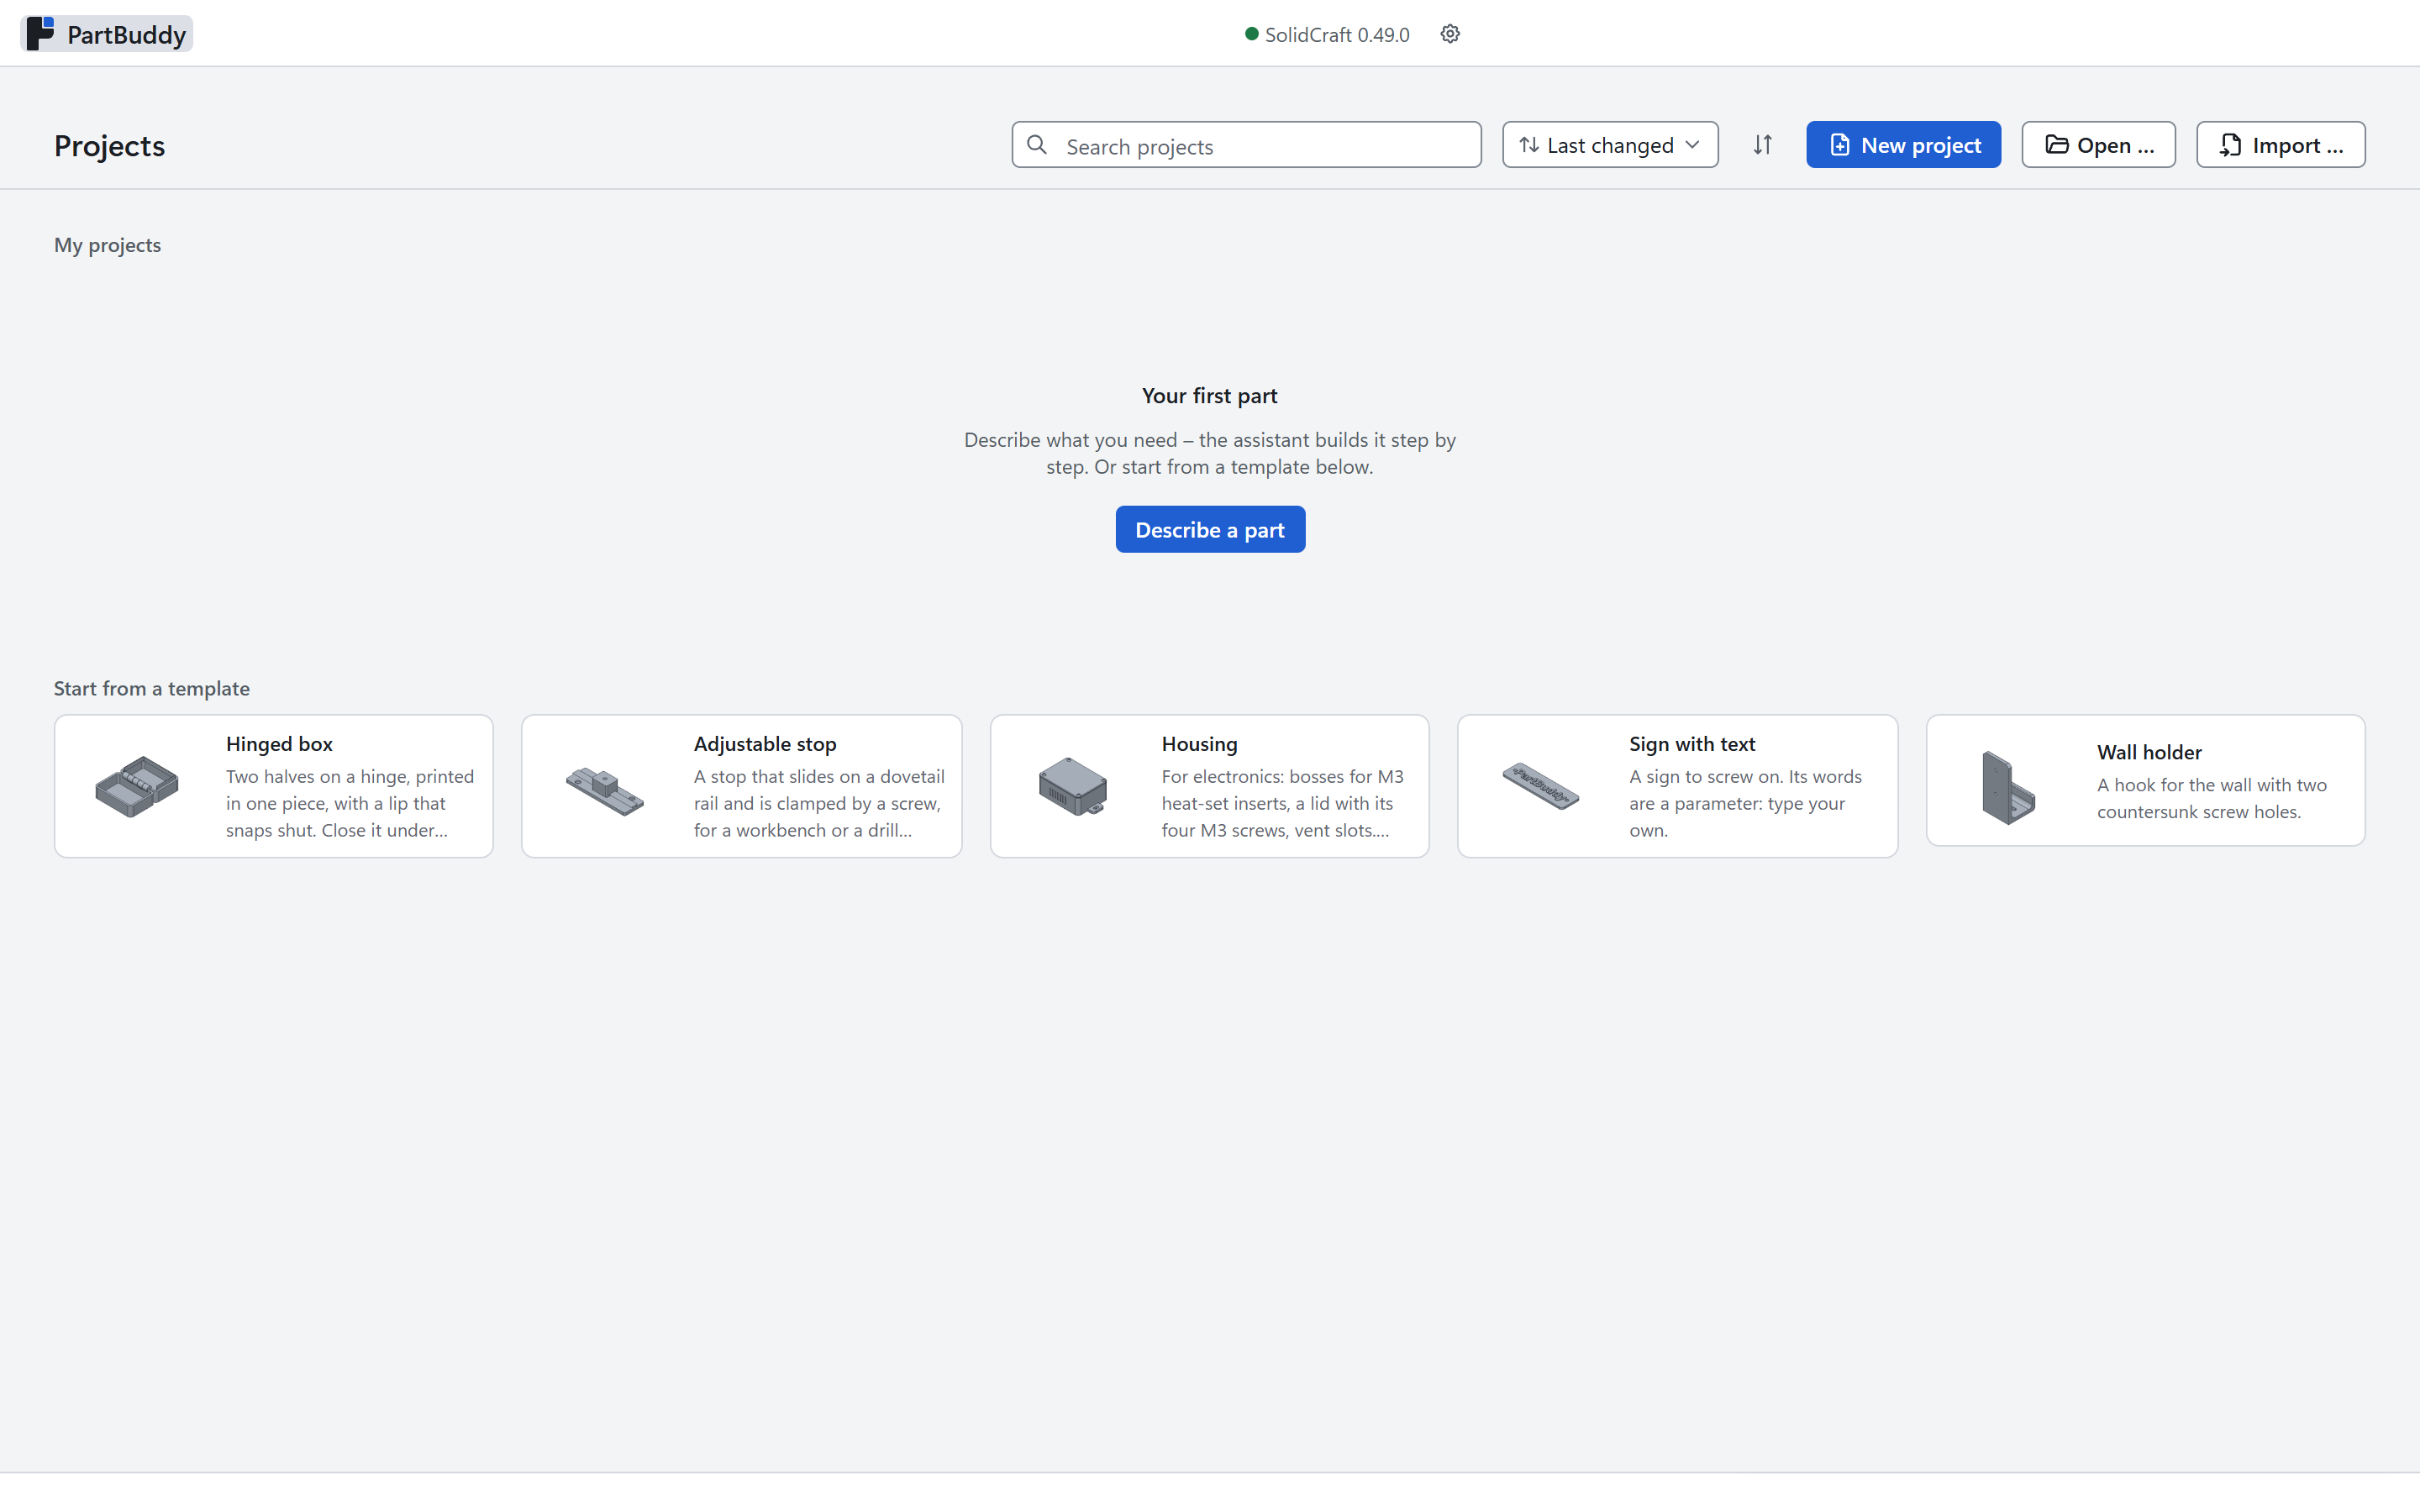 PartBuddy
SolidCraft 0.49.0
Projects
Search projects
Last changed
New project
Open ...
Import ...
My projects
Your first part
Describe what you need – the assistant builds it step by
step. Or start from a template below.
Describe a part
Start from a template
Hinged box
Two halves on a hinge, printed
in one piece, with a lip that
snaps shut. Close it under...
Adjustable stop
A stop that slides on a dovetail
rail and is clamped by a screw,
for a workbench or a drill...
Housing
For electronics: bosses for M3
heat-set inserts, a lid with its
four M3 screws, vent slots....
PartBuddy
Sign with text
A sign to screw on. Its words
are a parameter: type your
own.
Wall holder
A hook for the wall with two
countersunk screw holes.